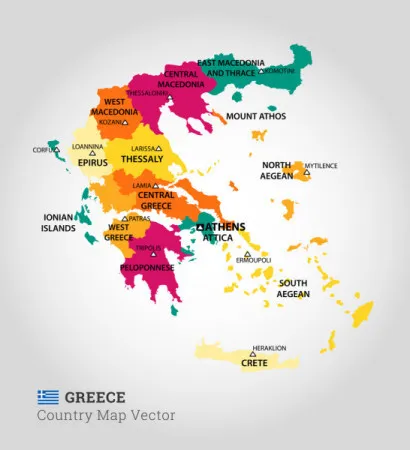 EAST MACEDONIA
AND THRACE
KOMOTINI
CENTRAL
MACEDONIA
THESSALONIKI
WEST
MACEDONIA
KOZANI
MOUNT ATHOS
CORFU
LOANNINA
EPIRUS
LARISSA
THESSALY
NORTH
AEGEAN
MYTILENCE
LAMIA
CENTRAL
GREECE
IONIAN
ISLANDS
PATRAS
WEST
GREECE
ATHENS
ATTICA
TRIPOLIS
PELOPONNESE
ERMOUPOLI
SOUTH
AEGEAN
HERAKLION
CRETE
GREECE
Country Map Vector